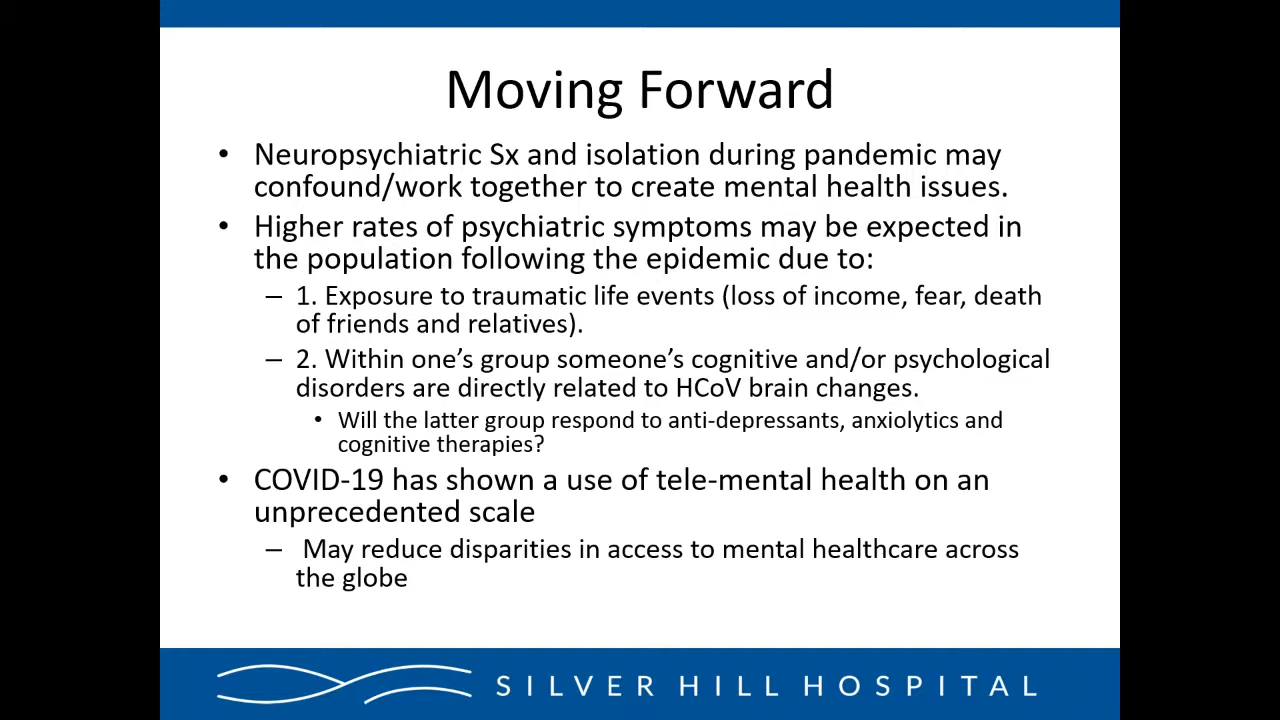 Moving Forward
• Neuropsychiatric Sx and isolation during pandemic may
confound/work together to create mental health issues.
• Higher rates of psychiatric symptoms may be expected in
the population following the epidemic due to:
– 1. Exposure to traumatic life events (loss of income, fear, death
of friends and relatives).
– 2. Within one’s group someone’s cognitive and/or psychological
disorders are directly related to HCoV brain changes.
• Will the latter group respond to anti-depressants, anxiolytics and
cognitive therapies?
• COVID-19 has shown a use of tele-mental health on an
unprecedented scale
– May reduce disparities in access to mental healthcare across
the globe
SILVER HILL HOSPITAL